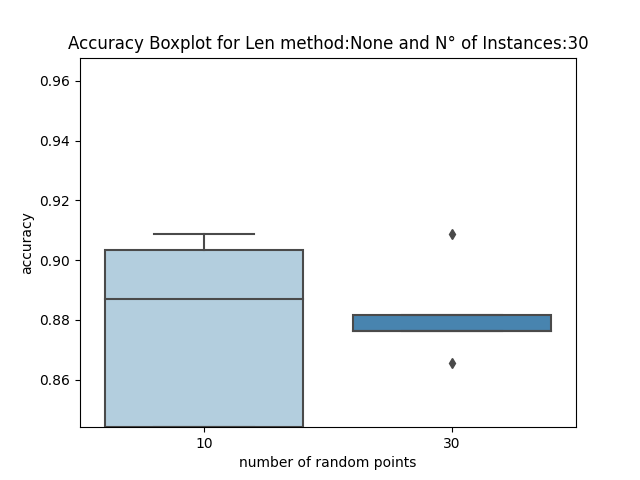 Accuracy Boxplot for Len method:None and N° of Instances:30
0.96
0.94
0.92
0.90
0.88
0.86
accuracy
10 30
number of random points